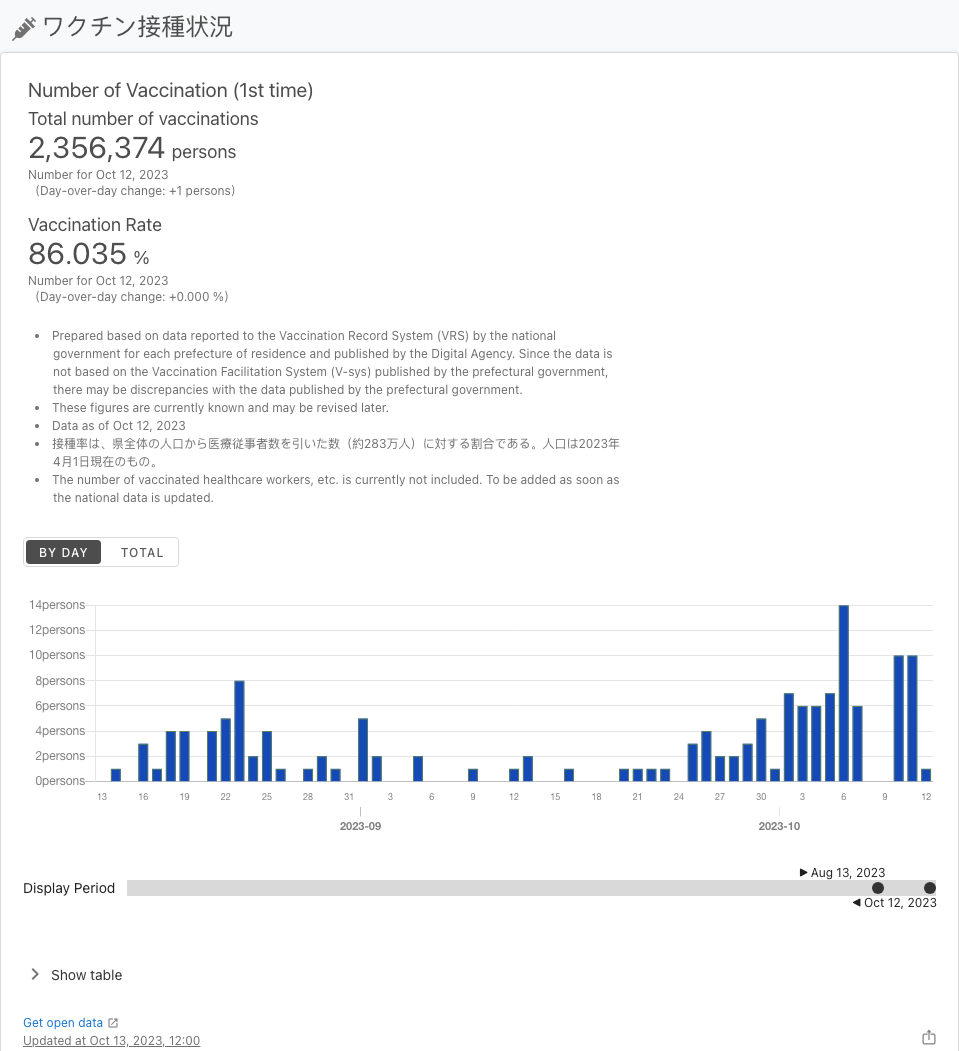 ワクチン接種状況
Number of Vaccination (1st time)
Total number of vaccinations
2,356,374 persons
Number for Oct 12, 2023
(Day-over-day change: +1 persons)
Vaccination Rate
86.035 %
Number for Oct 12, 2023
(Day-over-day change: +0.000 %)
• Prepared based on data reported to the Vaccination Record System (VRS) by the national
government for each prefecture of residence and published by the Digital Agency. Since the data is
not based on the Vaccination Facilitation System (V-sys) published by the prefectural government,
there may be discrepancies with the data published by the prefectural government.
• These figures are currently known and may be revised later.
• Data as of Oct 12, 2023
• 接種率は、県全体の人口から医療従事者数を引いた数（約283万人）に対する割合である。人口は2023年
4月1日現在のもの。
• The number of vaccinated healthcare workers, etc. is currently not included. To be added as soon as
the national data is updated.
BY DAY TOTAL
14persons
12persons
10persons
8persons
6persons
4persons
2persons
0persons
13 16 19 22 25 28 31 3 6 9 12 15 18 21 24 27 30 3 6 9 12
2023-09 2023-10
▶ Aug 13, 2023
Display Period
◀ Oct 12, 2023
Show table
Get open data
Updated at Oct 13, 2023, 12:00